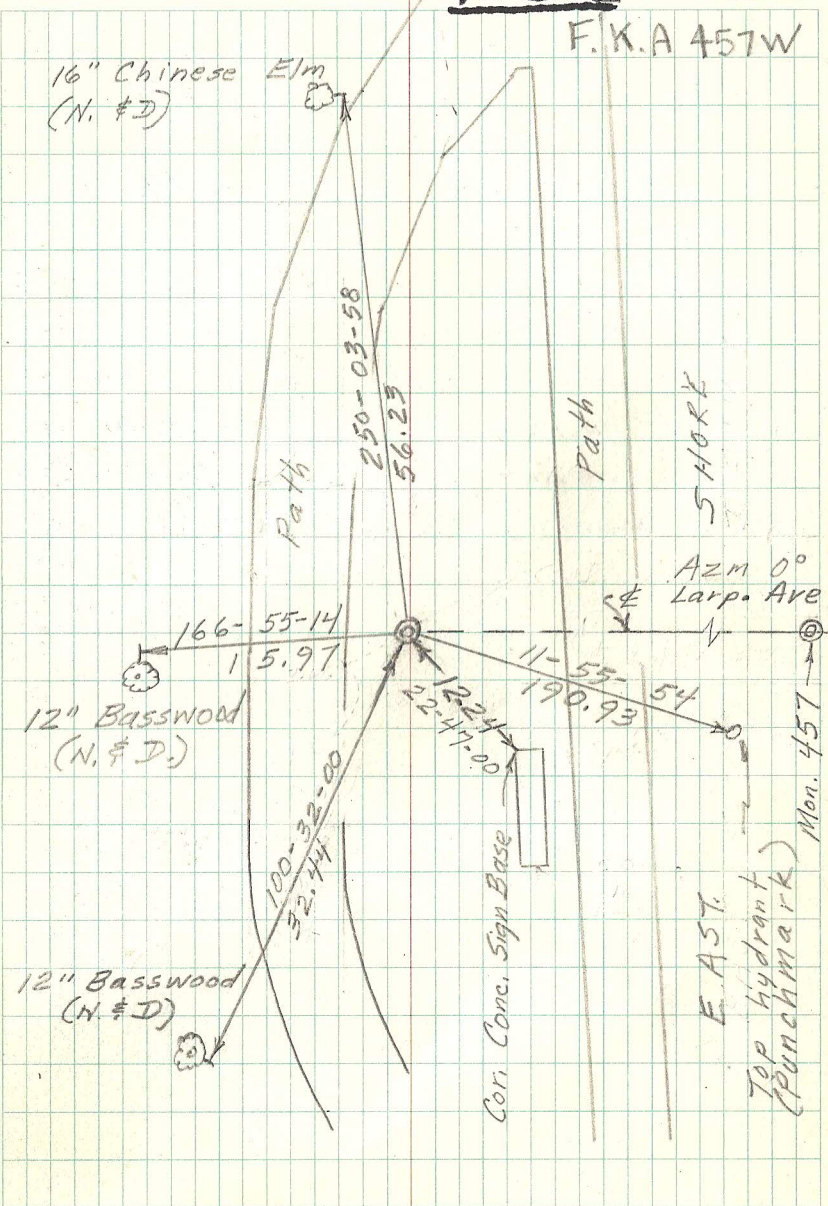 F.K.A 457W
16" Chinese Elm
(N. & D)
250-03-58
56.23
Path
Path
SHORE
Azm 0°
℄ Larp. Ave
166-55-14
15.97
11-55-54
190.93
12.24
22-47-00
12" Basswood
(N. & D.)
Mon. 457
100-32-00
32.44
Cor. Conc. Sign Base
EAST
Top hydrant
(Punchmark)
12" Basswood
(N. & D)